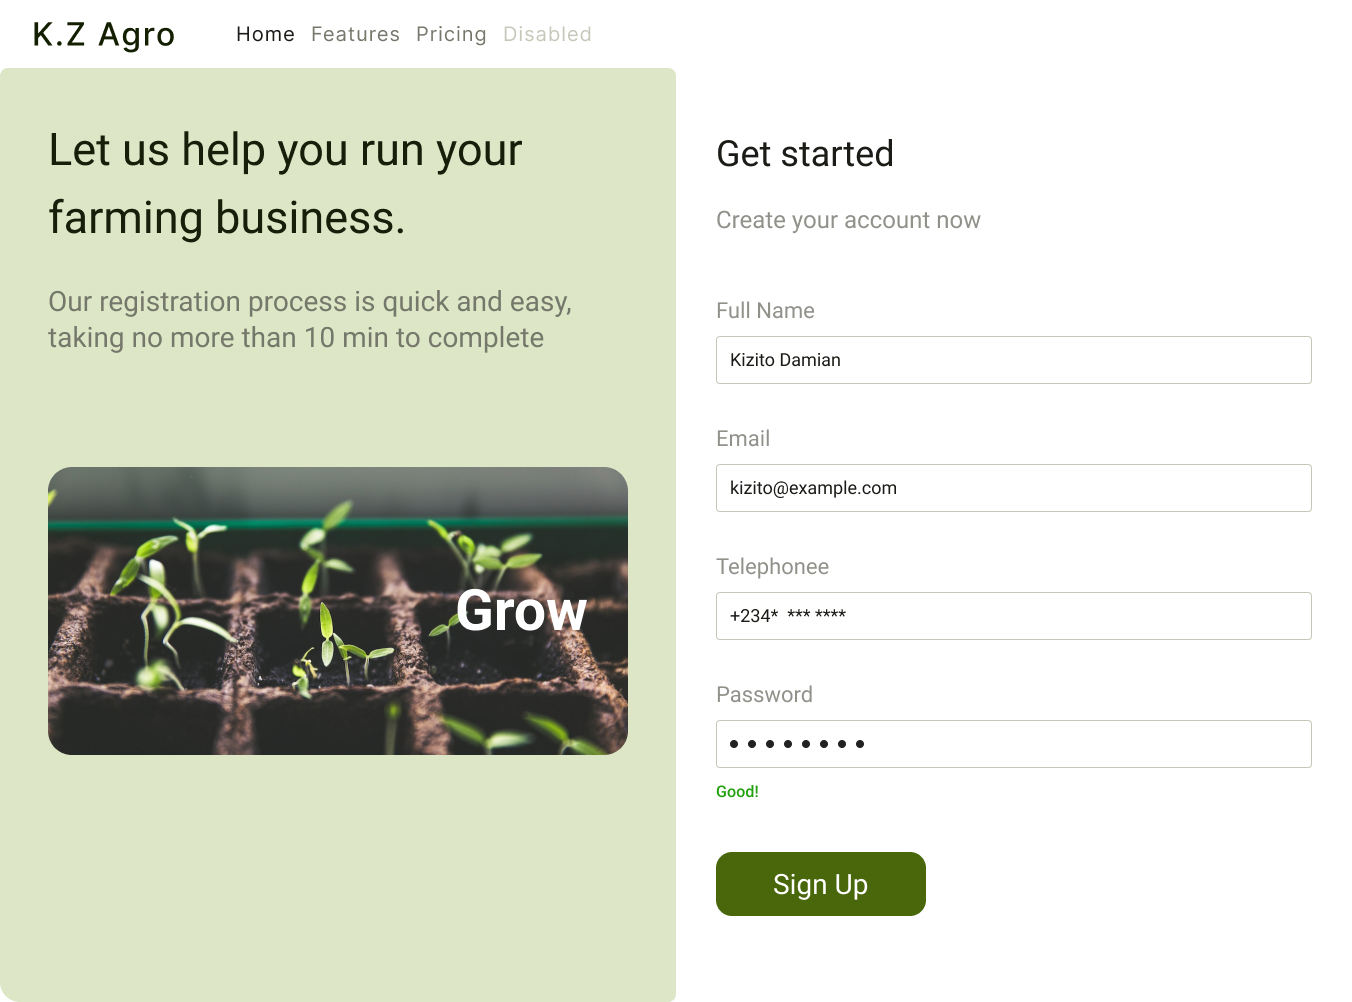 K.Z Agro
Home Features Pricing Disabled
Let us help you run your
farming business.
Our registration process is quick and easy,
taking no more than 10 min to complete
Grow
Get started
Create your account now
Full Name
Kizito Damian
Email
kizito@example.com
Telephonee
+234*  *** ****
Password
••••••••
Good!
Sign Up